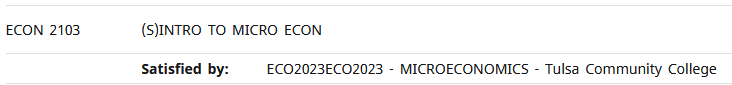 ECON 2103 (S)INTRO TO MICRO ECON
Satisfied by: ECO2023ECO2023 - MICROECONOMICS - Tulsa Community College